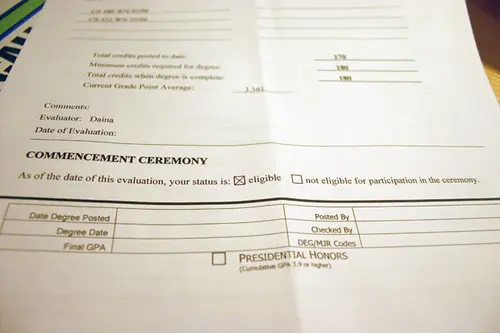 Total credits posted to date: 170
Minimum credits required for degree: 180
Total credits when degree is complete: 180
Current Grade Point Average: 3.561
Comments:
Evaluator: Daina
Date of Evaluation:
COMMENCEMENT CEREMONY
As of the date of this evaluation, your status is: ☒ eligible ☐ not eligible for participation in the ceremony.
Date Degree Posted Posted By
Degree Date Checked By
Final GPA DEG/MJR Codes
☐ PRESIDENTIAL HONORS
(Cumulative GPA 3.9 or higher)